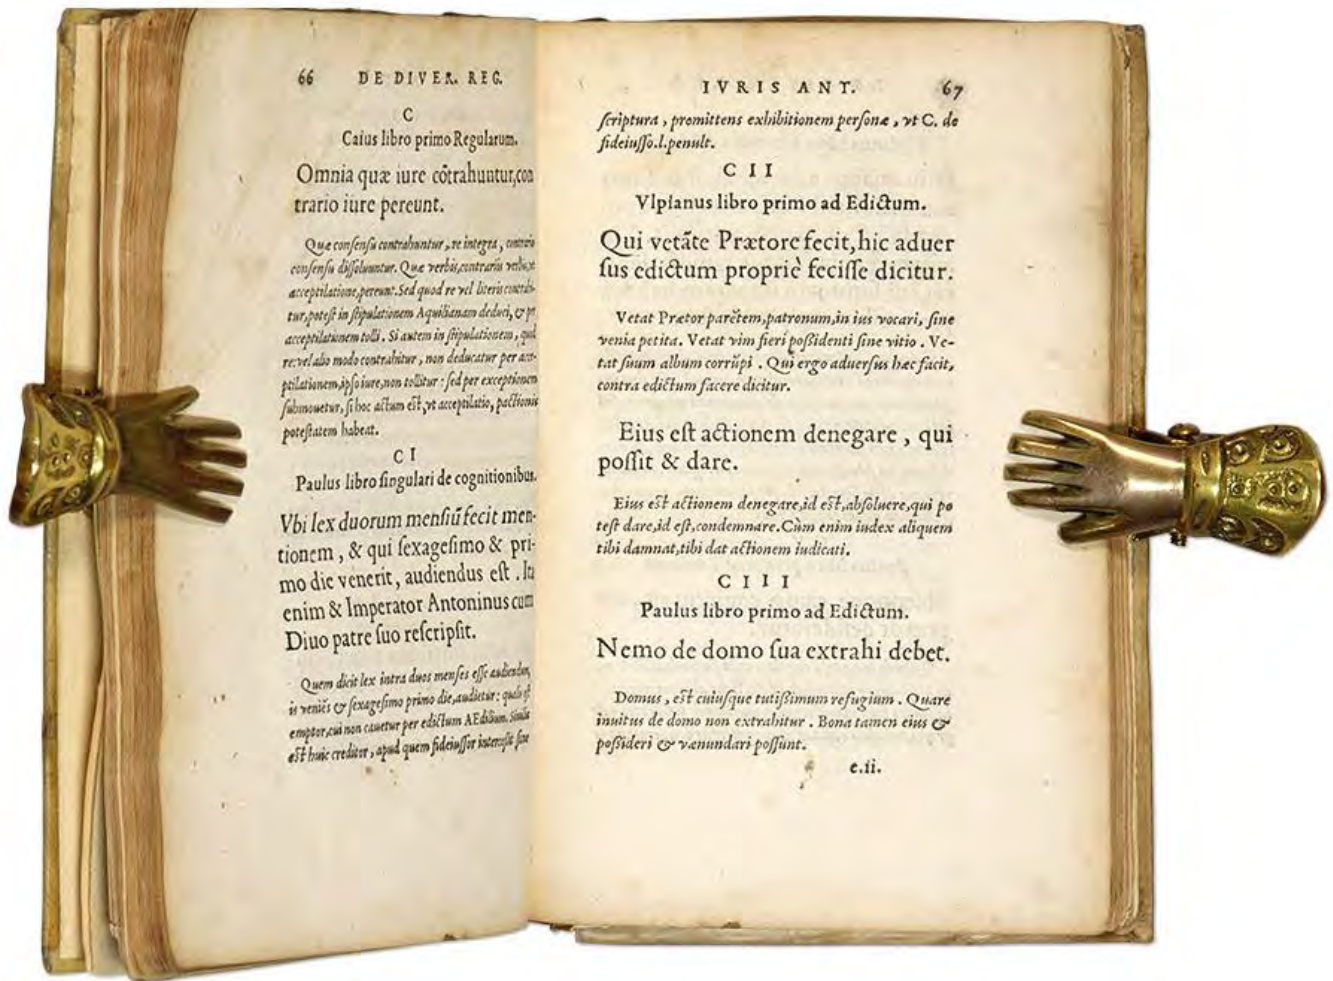 66 DE DIVER. REG.
C
Caius libro primo Regularum.
Omnia quæ iure cõtrahuntur,con
trario iure pereunt.
Quæ consensu contrahuntur, re integra, contrario
consensu dissoluuntur. Quæ verbis,contrariis verbis,vt
acceptilatione,pereunt.Sed quod re vel literis contrahi-
tur,potest in stipulationem Aquilianam deduci, & per
acceptilationem tolli. Si autem in stipulationem, quod
re:vel alio modo contrahitur, non deducatur per acce-
ptilationem,ipso iure,non tollitur: sed per exceptionem
submouetur, si hoc actum est,vt acceptilatio, pactionis
potestatem habeat.
C I
Paulus libro singulari de cognitionibus.
Vbi lex duorum mensiũ fecit men-
tionem, & qui sexagesimo & pri-
mo die venerit, audiendus est. Ita
enim & Imperator Antoninus cum
Diuo patre suo rescripsit.
Quem dicit lex intra duos menses esse audiendum,
is veniẽs & sexagesimo primo die,audietur: qualis est
emptor,cui non cauetur per edictum AEdilium. Similis
est huic creditor, apud quem fideiussor intercessit sine
IVRIS ANT. 67
scriptura, promittens exhibitionem personæ, vt C. de
fideiusso.l.penult.
C I I
Vlpianus libro primo ad Edictum.
Qui vetãte Prætore fecit,hic aduer
sus edictum propriè fecisse dicitur.
Vetat Prætor parẽtem,patronum,in ius vocari, sine
venia petita. Vetat vim fieri possidenti sine vitio. Ve-
tat suum album corrũpi. Qui ergo aduersus hæc facit,
contra edictum facere dicitur.
Eius est actionem denegare, qui
possit & dare.
Eius est actionem denegare,id est,absoluere,qui po
test dare,id est,condemnare.Cùm enim iudex aliquem
tibi damnat,tibi dat actionem iudicati.
C I I I
Paulus libro primo ad Edictum.
Nemo de domo sua extrahi debet.
Domus, est cuiusque tutissimum refugium. Quare
inuitus de domo non extrahitur. Bona tamen eius &
possideri & vænundari possunt.
e.ii.